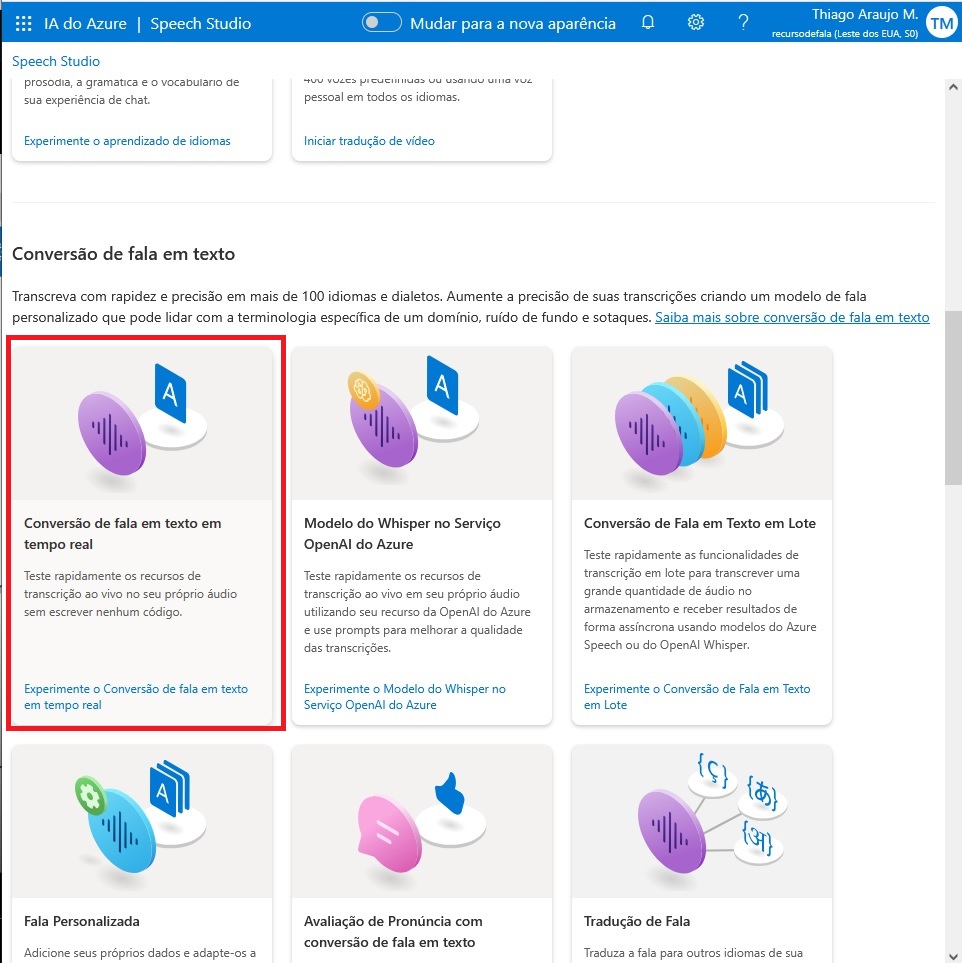 IA do Azure | Speech Studio
Mudar para a nova aparência
?
Thiago Araujo M.
recursodefala (Leste dos EUA, S0)
TM
Speech Studio
prosódia, a gramática e o vocabulário de
sua experiência de chat.
Experimente o aprendizado de idiomas
400 vozes predefinidas ou usando uma voz
pessoal em todos os idiomas.
Iniciar tradução de vídeo
Conversão de fala em texto
Transcreva com rapidez e precisão em mais de 100 idiomas e dialetos. Aumente a precisão de suas transcrições criando um modelo de fala
personalizado que pode lidar com a terminologia específica de um domínio, ruído de fundo e sotaques. Saiba mais sobre conversão de fala em texto
A
Conversão de fala em texto em
tempo real
Teste rapidamente os recursos de
transcrição ao vivo no seu próprio áudio
sem escrever nenhum código.
Experimente o Conversão de fala em texto
em tempo real
A
Modelo do Whisper no Serviço
OpenAI do Azure
Teste rapidamente os recursos de
transcrição ao vivo em seu próprio áudio
utilizando seu recurso da OpenAI do Azure
e use prompts para melhorar a qualidade
das transcrições.
Experimente o Modelo do Whisper no
Serviço OpenAI do Azure
A
Conversão de Fala em Texto em Lote
Teste rapidamente as funcionalidades de
transcrição em lote para transcrever uma
grande quantidade de áudio no
armazenamento e receber resultados de
forma assíncrona usando modelos do Azure
Speech ou do OpenAI Whisper.
Experimente o Conversão de Fala em Texto
em Lote
A
Fala Personalizada
Adicione seus próprios dados e adapte-os a
Avaliação de Pronúncia com
conversão de fala em texto
{ç}
{あ}
{अ}
Tradução de Fala
Traduza a fala para outros idiomas de sua